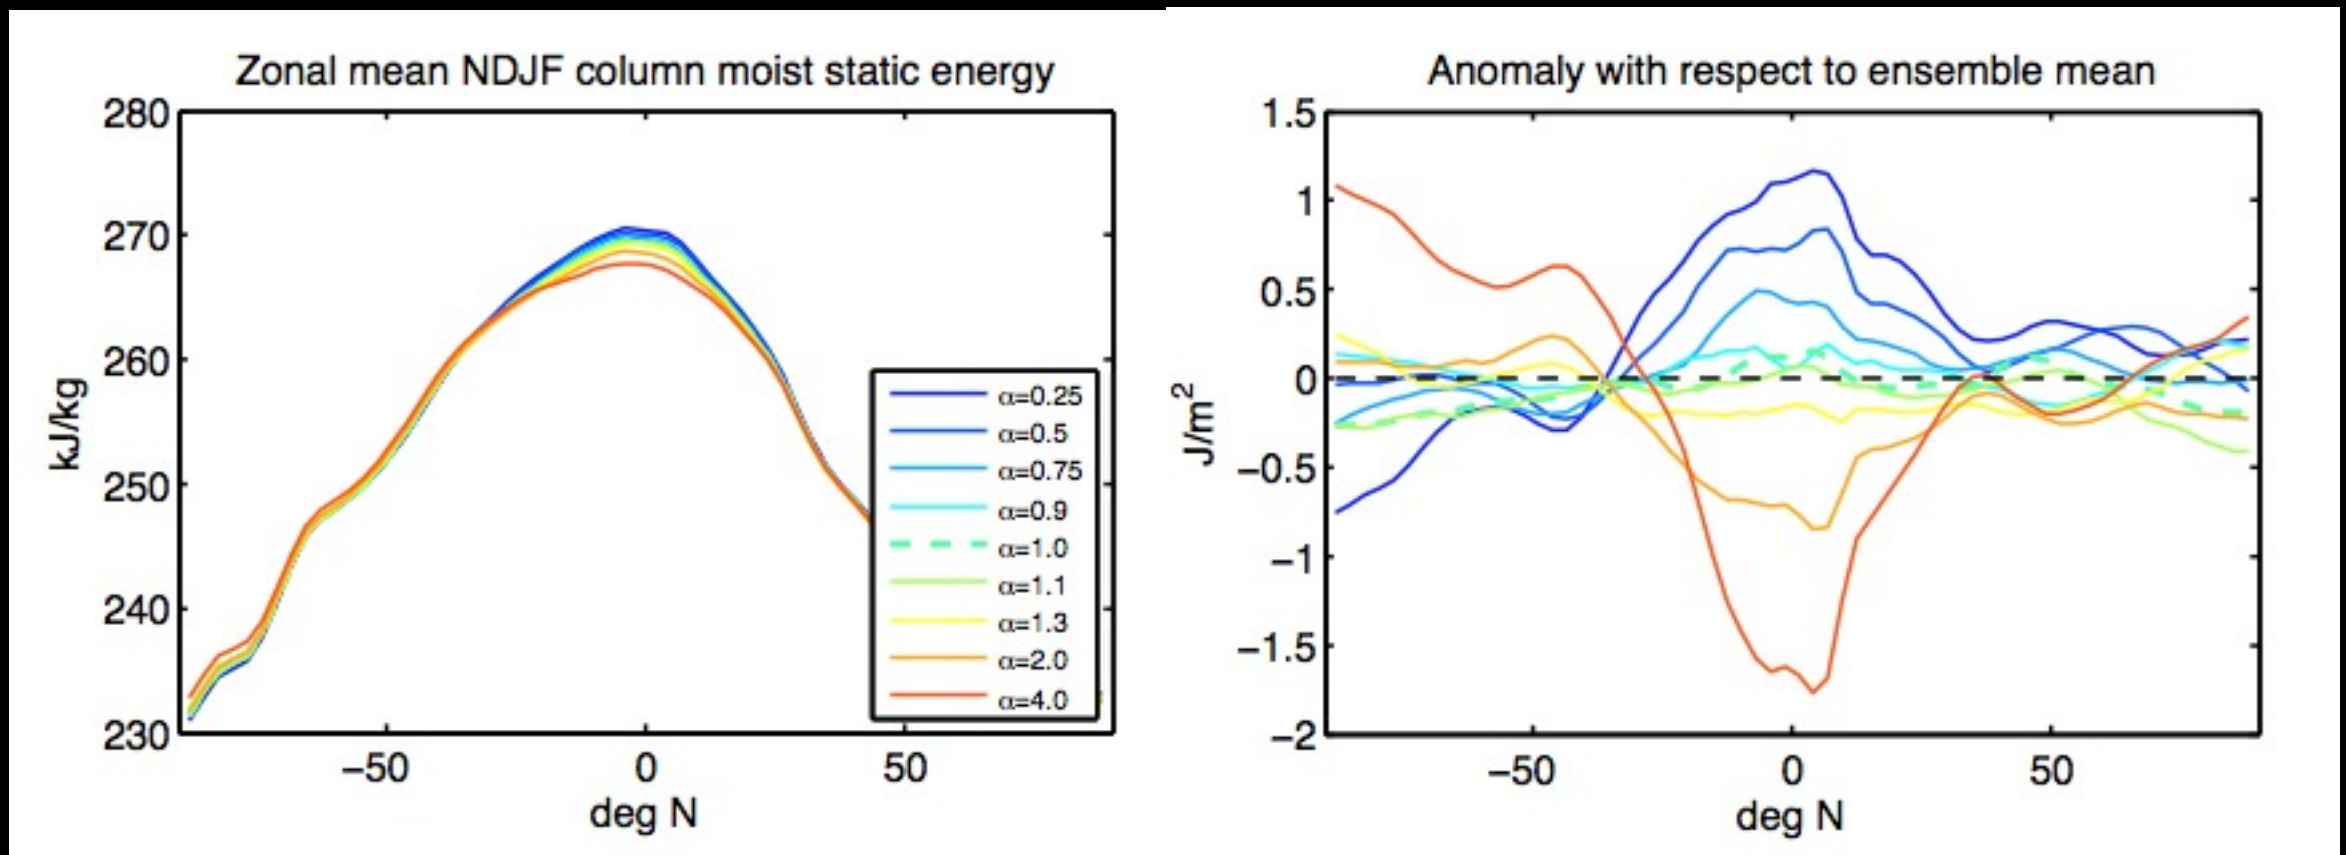 Zonal mean NDJF column moist static energy
280
270
260
250
240
230
kJ/kg
−50
0
50
deg N
α=0.25
α=0.5
α=0.75
α=0.9
α=1.0
α=1.1
α=1.3
α=2.0
α=4.0
Anomaly with respect to ensemble mean
1.5
1
0.5
0
−0.5
−1
−1.5
−2
J/m²
−50
0
50
deg N